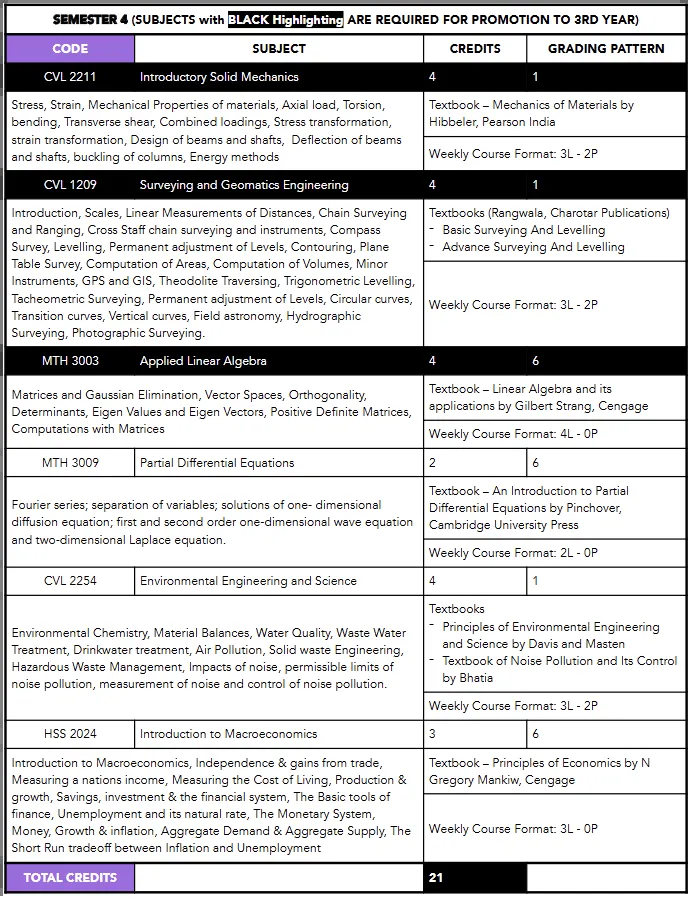 SEMESTER 4 (SUBJECTS with BLACK Highlighting ARE REQUIRED FOR PROMOTION TO 3RD YEAR)
CODE SUBJECT CREDITS GRADING PATTERN
CVL 2211 Introductory Solid Mechanics 4 1
Stress, Strain, Mechanical Properties of materials, Axial load, Torsion,
bending, Transverse shear, Combined loadings, Stress transformation,
strain transformation, Design of beams and shafts, Deflection of beams
and shafts, buckling of columns, Energy methods
Textbook – Mechanics of Materials by
Hibbeler, Pearson India
Weekly Course Format: 3L - 2P
CVL 1209 Surveying and Geomatics Engineering 4 1
Introduction, Scales, Linear Measurements of Distances, Chain Surveying
and Ranging, Cross Staff chain surveying and instruments, Compass
Survey, Levelling, Permanent adjustment of Levels, Contouring, Plane
Table Survey, Computation of Areas, Computation of Volumes, Minor
Instruments, GPS and GIS, Theodolite Traversing, Trigonometric Levelling,
Tacheometric Surveying, Permanent adjustment of Levels, Circular curves,
Transition curves, Vertical curves, Field astronomy, Hydrographic
Surveying, Photographic Surveying.
Textbooks (Rangwala, Charotar Publications)
- Basic Surveying And Levelling
- Advance Surveying And Levelling
Weekly Course Format: 3L - 2P
MTH 3003 Applied Linear Algebra 4 6
Matrices and Gaussian Elimination, Vector Spaces, Orthogonality,
Determinants, Eigen Values and Eigen Vectors, Positive Definite Matrices,
Computations with Matrices
Textbook – Linear Algebra and its
applications by Gilbert Strang, Cengage
Weekly Course Format: 4L - 0P
MTH 3009 Partial Differential Equations 2 6
Fourier series; separation of variables; solutions of one- dimensional
diffusion equation; first and second order one-dimensional wave equation
and two-dimensional Laplace equation.
Textbook – An Introduction to Partial
Differential Equations by Pinchover,
Cambridge University Press
Weekly Course Format: 2L - 0P
CVL 2254 Environmental Engineering and Science 4 1
Environmental Chemistry, Material Balances, Water Quality, Waste Water
Treatment, Drinkwater treatment, Air Pollution, Solid waste Engineering,
Hazardous Waste Management, Impacts of noise, permissible limits of
noise pollution, measurement of noise and control of noise pollution.
Textbooks
- Principles of Environmental Engineering
and Science by Davis and Masten
- Textbook of Noise Pollution and Its Control
by Bhatia
Weekly Course Format: 3L - 2P
HSS 2024 Introduction to Macroeconomics 3 6
Introduction to Macroeconomics, Independence & gains from trade,
Measuring a nations income, Measuring the Cost of Living, Production &
growth, Savings, investment & the financial system, The Basic tools of
finance, Unemployment and its natural rate, The Monetary System,
Money, Growth & inflation, Aggregate Demand & Aggregate Supply, The
Short Run tradeoff between Inflation and Unemployment
Textbook – Principles of Economics by N
Gregory Mankiw, Cengage
Weekly Course Format: 3L - 0P
TOTAL CREDITS 21